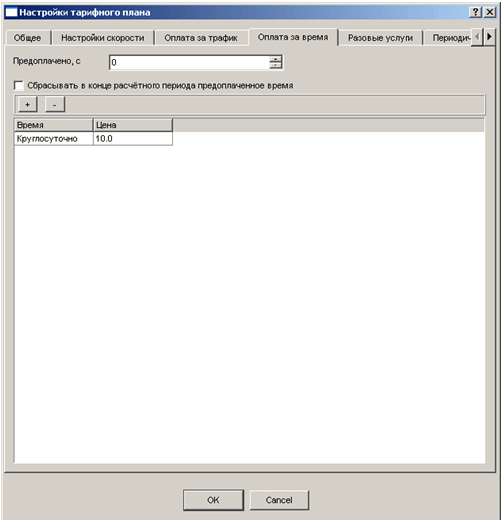 Настройки тарифного плана
Общее Настройки скорости Оплата за трафик Оплата за время Разовые услуги Периодич
Предоплачено, с 0
Сбрасывать в конце расчётного периода предоплаченное время
+ -
Время Цена
Круглосуточно 10.0
OK Cancel